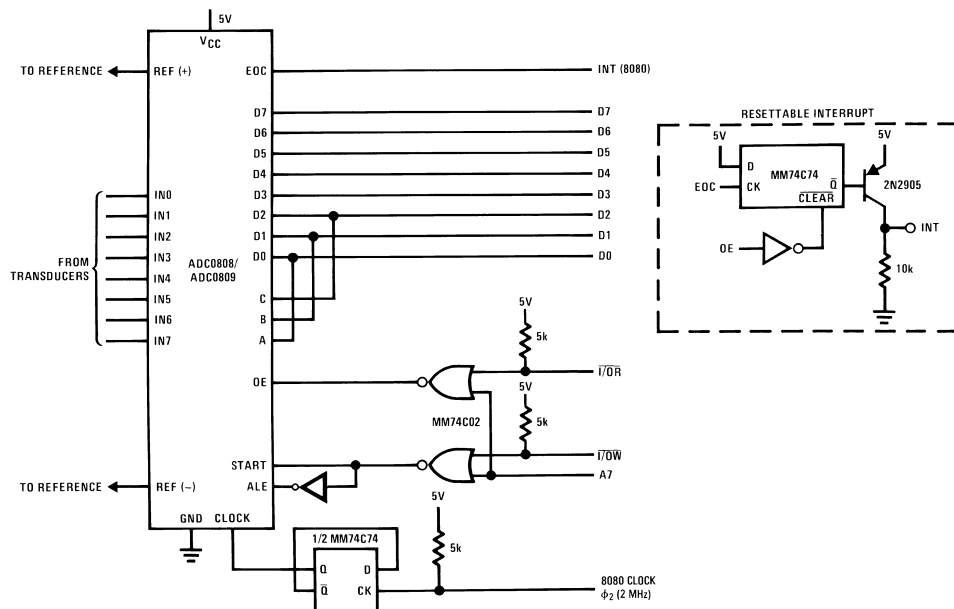 5V
VCC
TO REFERENCE
REF (+)
EOC
INT (8080)
D7
D7
D6
D6
D5
D5
D4
D4
D3
D3
D2
D2
D1
D1
D0
D0
IN0
IN1
IN2
IN3
IN4
IN5
IN6
IN7
FROM
TRANSDUCERS
ADC0808/
ADC0809
C
B
A
OE
5V
5k
I/OR
5V
5k
MM74C02
START
I/OW
A7
TO REFERENCE
REF (~)
ALE
GND
CLOCK
5V
5k
1/2 MM74C74
Q
D
Q
CK
8080 CLOCK
ϕ2 (2 MHz)
RESETTABLE INTERRUPT
5V
5V
D
MM74C74
EOC
CK
Q
CLEAR
2N2905
OE
INT
10k